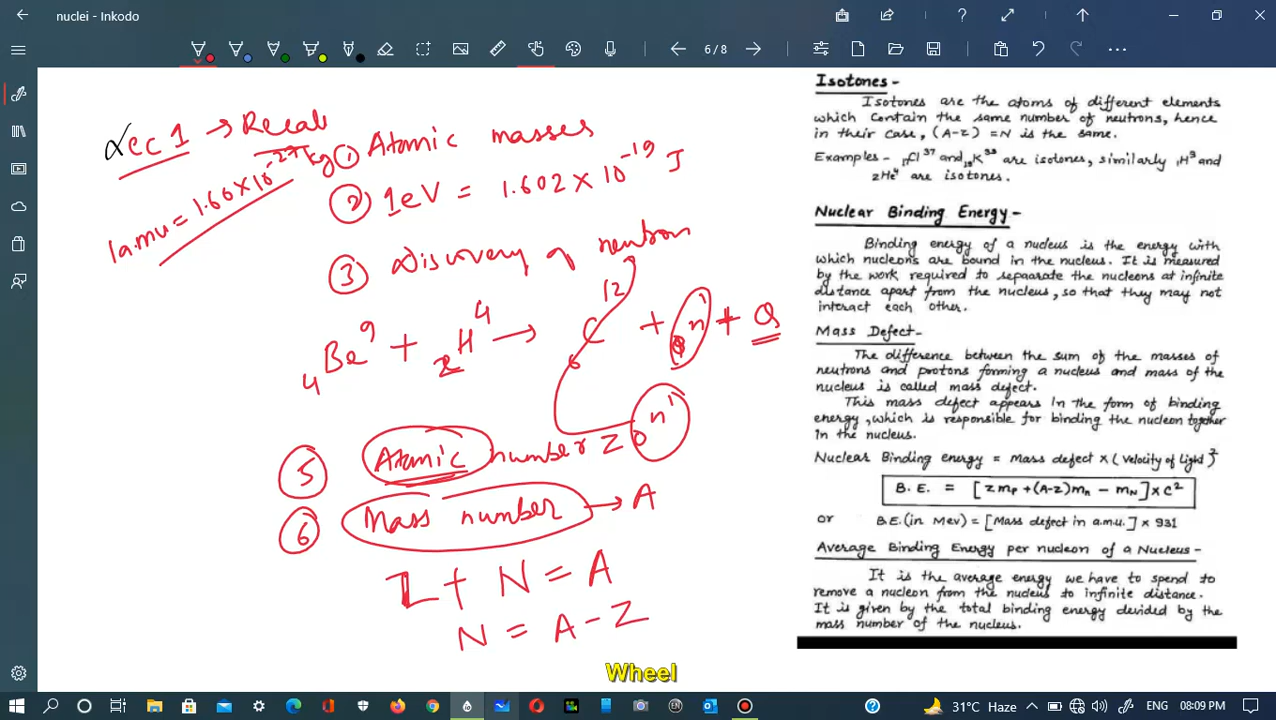 nuclei - Inkodo
6/8
Lec 1 → Recall
1a.mu = 1.66 × 10⁻²⁷ kg
① Atomic masses
② 1eV = 1.602 × 10⁻¹⁹ J
③ Discovery of neutron
₄Be⁹ + ₂H⁴ → ₆C¹² + ₀n¹ + Q
⑤ Atomic number Z ₀n¹
⑥ Mass number → A
Z + N = A
N = A - Z
Isotones -
Isotones are the atoms of different elements
which contain the same number of neutrons, hence
in their case, (A-Z) = N is the same.
Examples - ₁₇Cl³⁷ and ₁₉K³⁹ are isotones, similarly ₁H³ and
₂He⁴ are isotones.
Nuclear Binding Energy -
Binding energy of a nucleus is the energy with
which nucleons are bound in the nucleus. It is measured
by the work required to sepaarate the nucleons at infinite
distance apart from the nucleus, so that they may not
interact each other.
Mass Defect -
The difference between the sum of the masses of
neutrons and protons forming a nucleus and mass of the
nucleus is called mass defect.
This mass defect appears in the form of binding
energy, which is responsible for binding the nucleon together
in the nucleus.
Nuclear Binding energy = Mass defect × (Velocity of Light)²
B. E. = [ Zmₚ + (A-Z)mₙ - m_N ] × C²
or B.E. (in Mev) = [Mass defect in a.m.u.] × 931
Average Binding Energy per nucleon of a Nucleus -
It is the average energy we have to spend to
remove a nucleon from the nucleus to infinite distance.
It is given by the total binding energy devided by the
mass number of the nucleus.
Wheel
31°C Haze
ENG
08:09 PM